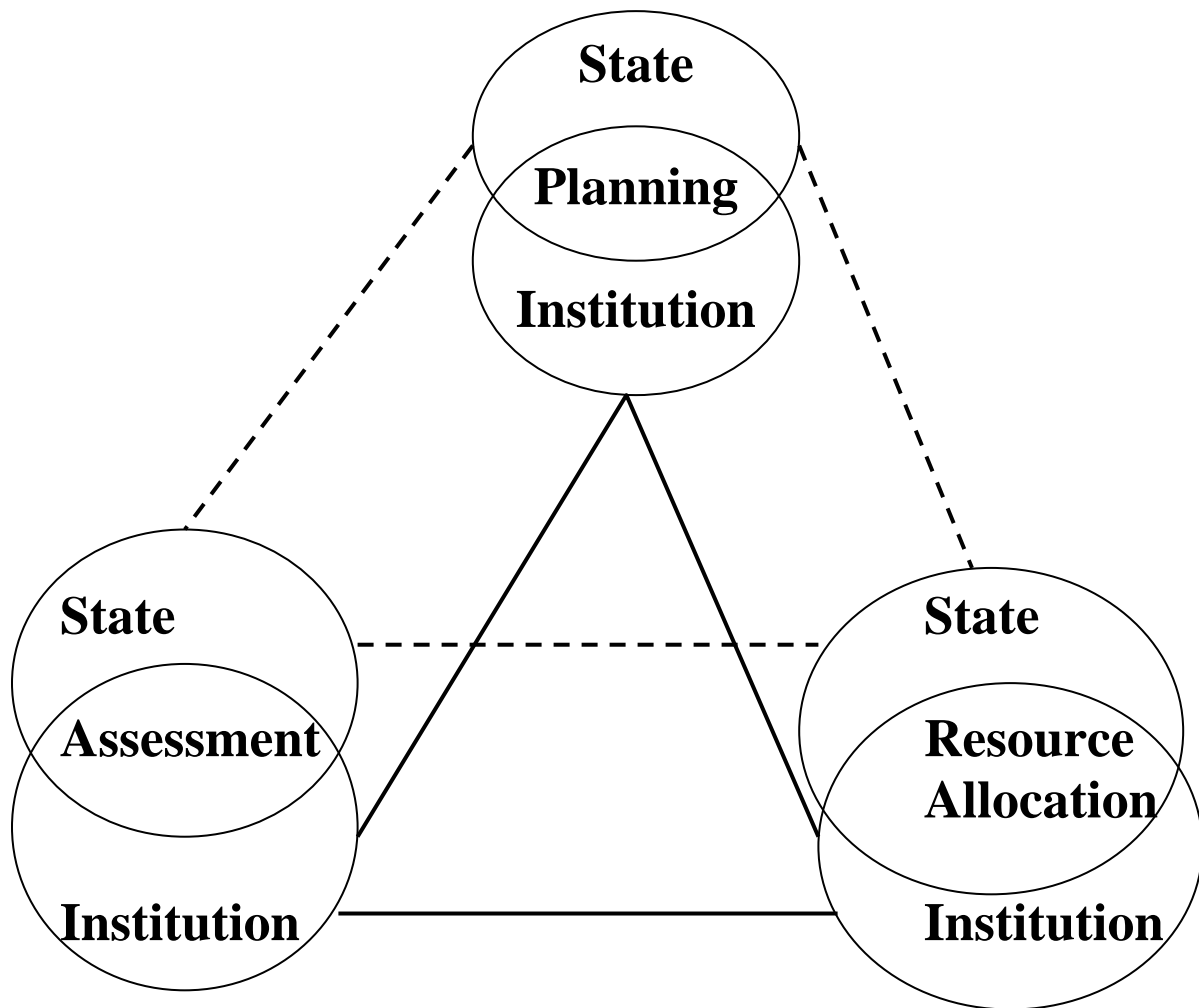 State
Planning
Institution
State
Assessment
Institution
State
Resource
Allocation
Institution